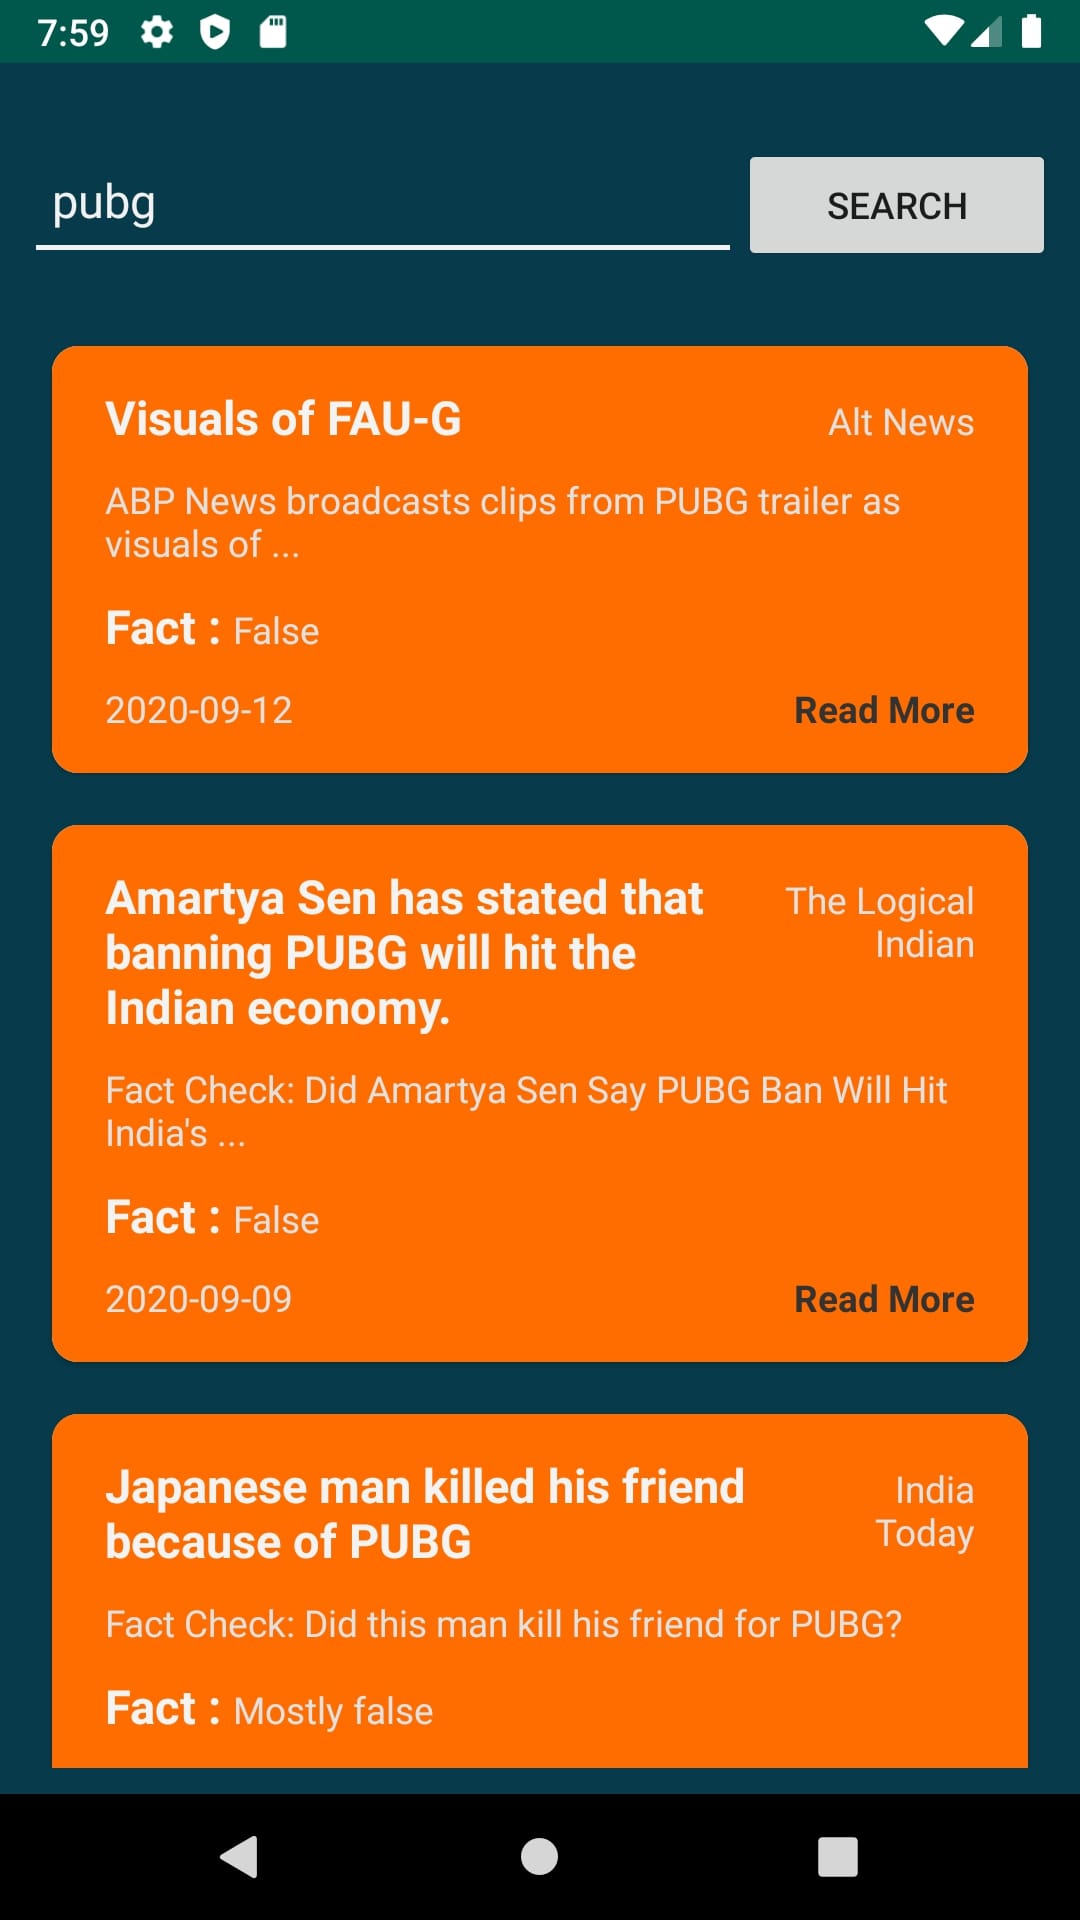 7:59
pubg
SEARCH
Visuals of FAU-G
Alt News
ABP News broadcasts clips from PUBG trailer as
visuals of ...
Fact : False
2020-09-12
Read More
Amartya Sen has stated that
banning PUBG will hit the
Indian economy.
The Logical
Indian
Fact Check: Did Amartya Sen Say PUBG Ban Will Hit
India's ...
Fact : False
2020-09-09
Read More
Japanese man killed his friend
because of PUBG
India
Today
Fact Check: Did this man kill his friend for PUBG?
Fact : Mostly false